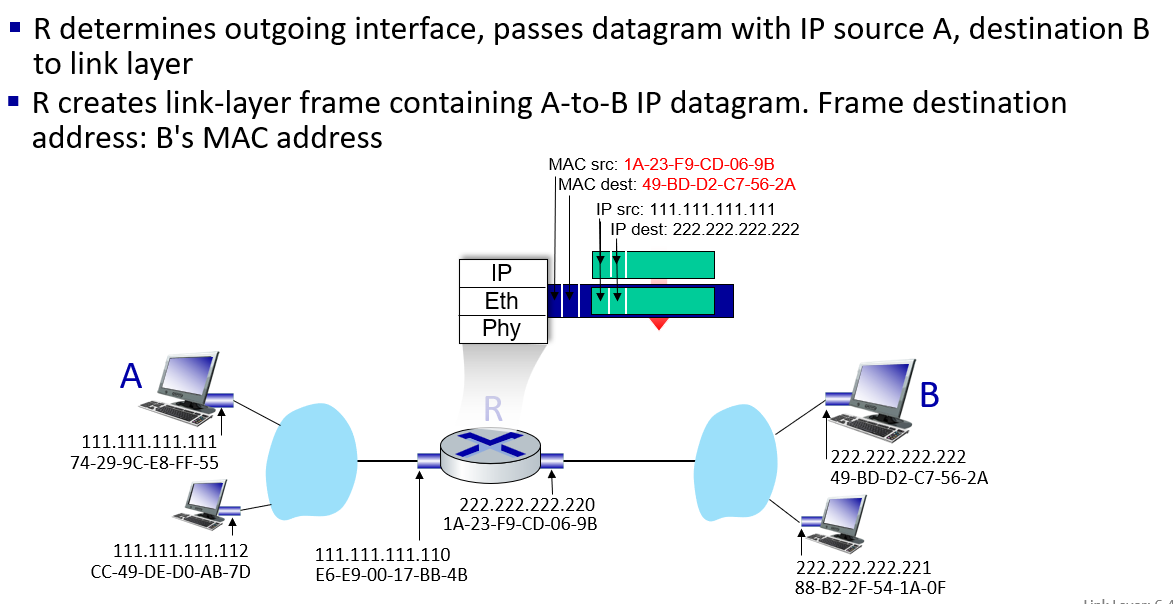 R determines outgoing interface, passes datagram with IP source A, destination B
to link layer
R creates link-layer frame containing A-to-B IP datagram. Frame destination
address: B's MAC address
MAC src: 1A-23-F9-CD-06-9B
MAC dest: 49-BD-D2-C7-56-2A
IP src: 111.111.111.111
IP dest: 222.222.222.222
IP
Eth
Phy
A
R
B
111.111.111.111
74-29-9C-E8-FF-55
222.222.222.222
49-BD-D2-C7-56-2A
222.222.222.220
1A-23-F9-CD-06-9B
111.111.111.112
CC-49-DE-D0-AB-7D
111.111.111.110
E6-E9-00-17-BB-4B
222.222.222.221
88-B2-2F-54-1A-0F